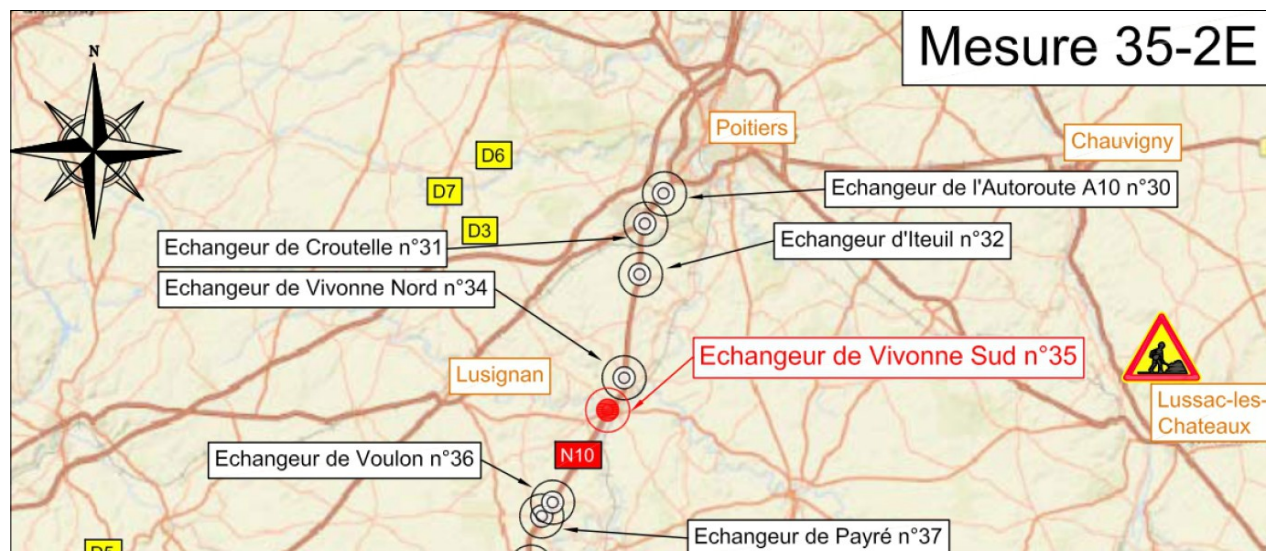 Mesure 35-2E
N
Poitiers
Chauvigny
D6
D7
Echangeur de l'Autoroute A10 n°30
D3
Echangeur de Croutelle n°31
Echangeur d'Iteuil n°32
Echangeur de Vivonne Nord n°34
Echangeur de Vivonne Sud n°35
Lusignan
Lussac-les-
Chateaux
Echangeur de Voulon n°36
N10
Echangeur de Payré n°37
D5